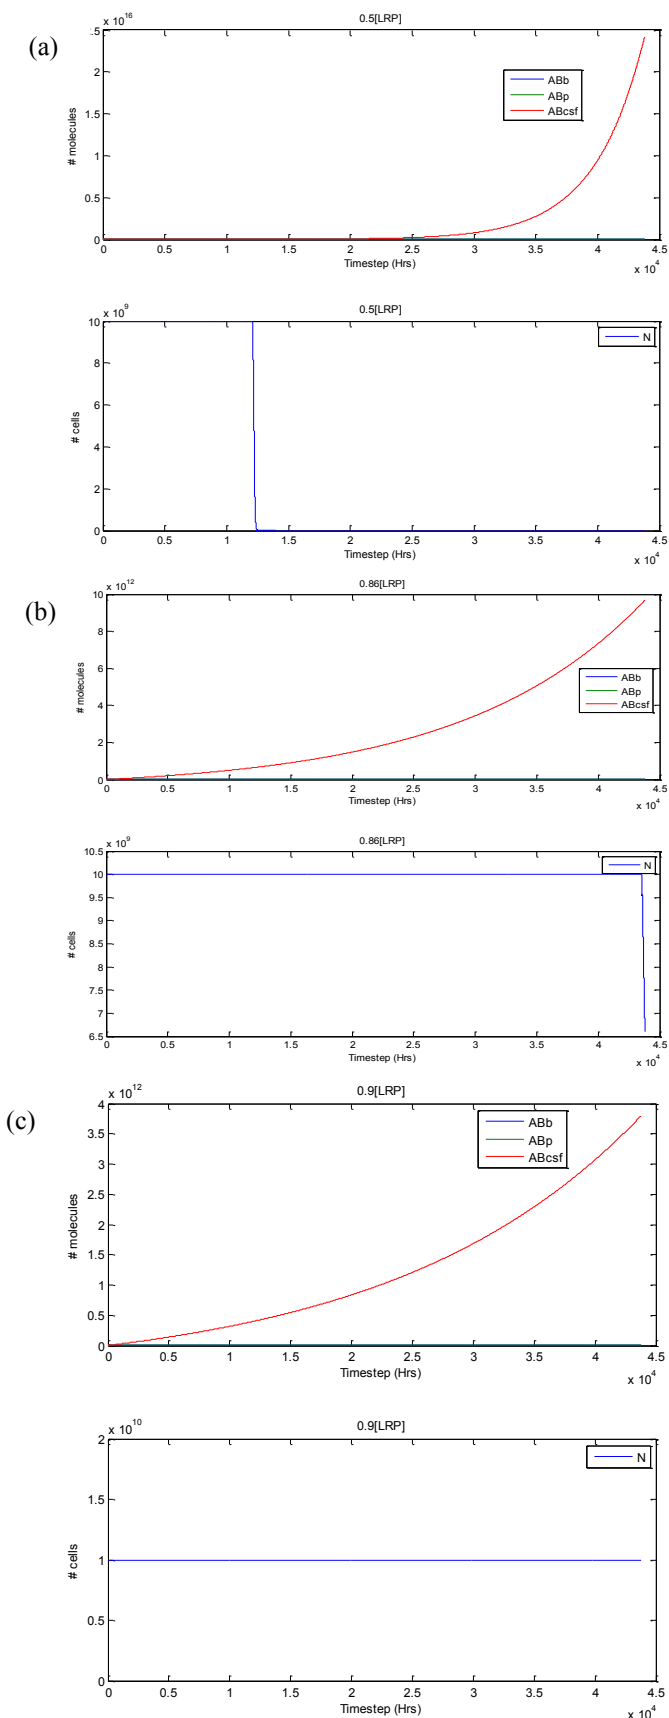 (a)
x 10^16
0.5[LRP]
.5
2
1.5
1
0.5
0
# molecules
ABb
ABp
ABcsf
0 0.5 1 1.5 2 2.5 3 3.5 4 4.5
Timestep (Hrs)
x 10^4
x 10^9
0.5[LRP]
10
8
6
4
2
0
# cells
N
0 0.5 1 1.5 2 2.5 3 3.5 4 4.5
Timestep (Hrs)
x 10^4
(b)
x 10^12
0.86[LRP]
10
8
6
4
2
0
# molecules
ABb
ABp
ABcsf
0 0.5 1 1.5 2 2.5 3 3.5 4 4.5
Timestep (Hrs)
x 10^4
x 10^9
0.86[LRP]
10.5
10
9.5
9
8.5
8
7.5
7
6.5
# cells
N
0 0.5 1 1.5 2 2.5 3 3.5 4 4.5
Timestep (Hrs)
x 10^4
(c)
x 10^12
0.9[LRP]
4
3.5
3
2.5
2
1.5
1
0.5
0
# molecules
ABb
ABp
ABcsf
0 0.5 1 1.5 2 2.5 3 3.5 4 4.5
Timestep (Hrs)
x 10^4
x 10^10
0.9[LRP]
2
1.5
1
0.5
0
# cells
N
0 0.5 1 1.5 2 2.5 3 3.5 4 4.5
Timestep (Hrs)
x 10^4